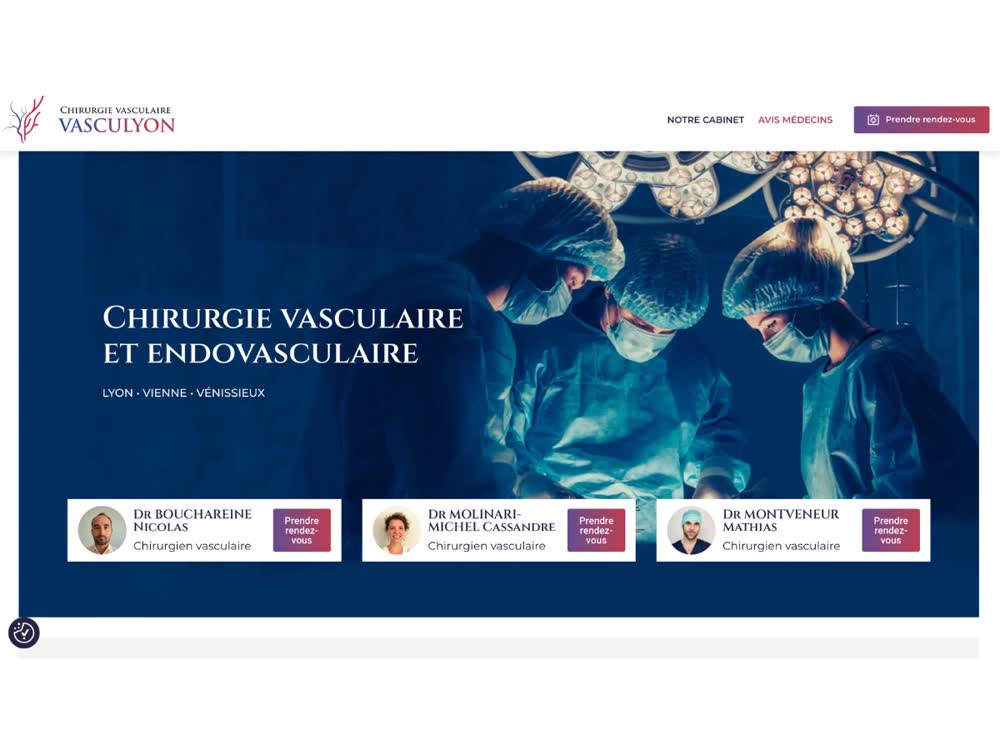 Chirurgie vasculaire
VASCULYON
NOTRE CABINET
AVIS MÉDECINS
Prendre rendez-vous
Chirurgie vasculaire
et endovasculaire
LYON • VIENNE • VÉNISSIEUX
Dr BOUCHAREINE
Nicolas
Chirurgien vasculaire
Prendre
rendez-
vous
Dr MOLINARI-
MICHEL Cassandre
Chirurgien vasculaire
Prendre
rendez-
vous
Dr MONTVENEUR
Mathias
Chirurgien vasculaire
Prendre
rendez-
vous